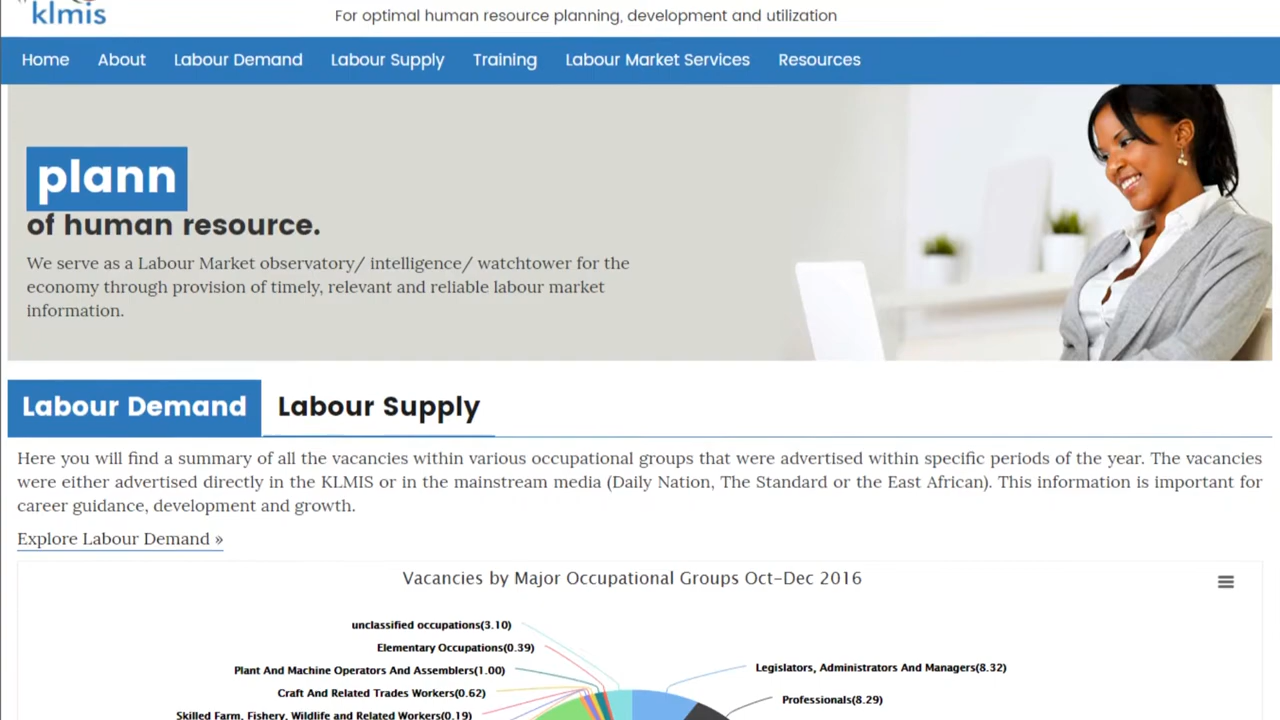 klmis
For optimal human resource planning, development and utilization
Home About Labour Demand Labour Supply Training Labour Market Services Resources
plann
of human resource.
We serve as a Labour Market observatory/ intelligence/ watchtower for the
economy through provision of timely, relevant and reliable labour market
information.
Labour Demand Labour Supply
Here you will find a summary of all the vacancies within various occupational groups that were advertised within specific periods of the year. The vacancies
were either advertised directly in the KLMIS or in the mainstream media (Daily Nation, The Standard or the East African). This information is important for
career guidance, development and growth.
Explore Labour Demand »
Vacancies by Major Occupational Groups Oct-Dec 2016
unclassified occupations(3.10)
Elementary Occupations(0.39)
Plant And Machine Operators And Assemblers(1.00)
Legislators, Administrators And Managers(8.32)
Craft And Related Trades Workers(0.62)
Professionals(8.29)
Skilled Farm, Fishery, Wildlife and Related Workers(0.19)